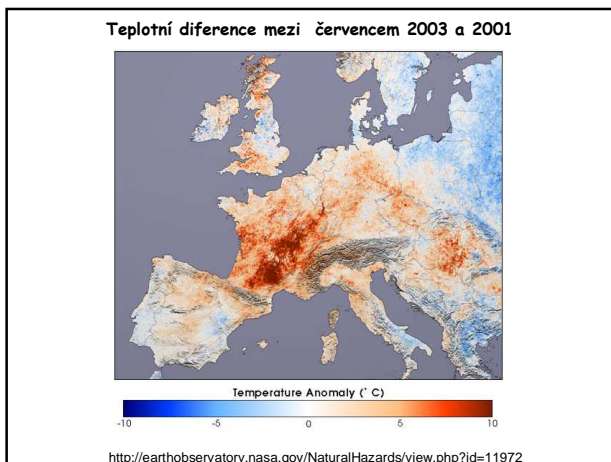 Teplotní diference mezi červencem 2003 a 2001
Temperature Anomaly (˚ C)
-10 -5 0 5 10
http://earthobservatory.nasa.gov/NaturalHazards/view.php?id=11972